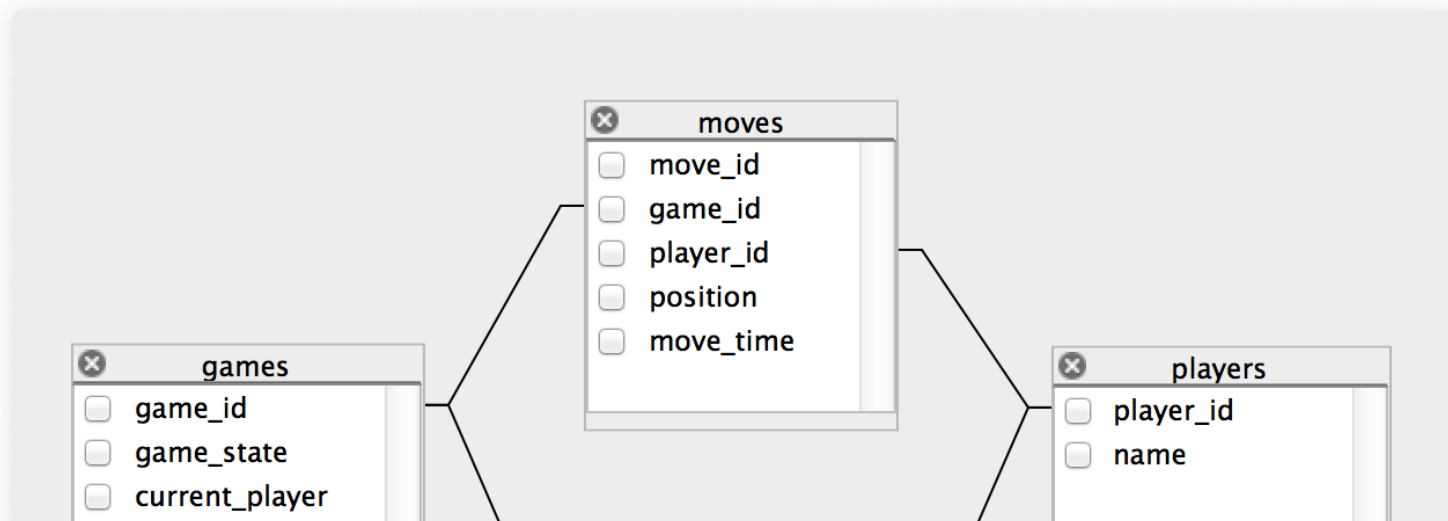 moves
move_id
game_id
player_id
position
move_time
games
game_id
game_state
current_player
players
player_id
name